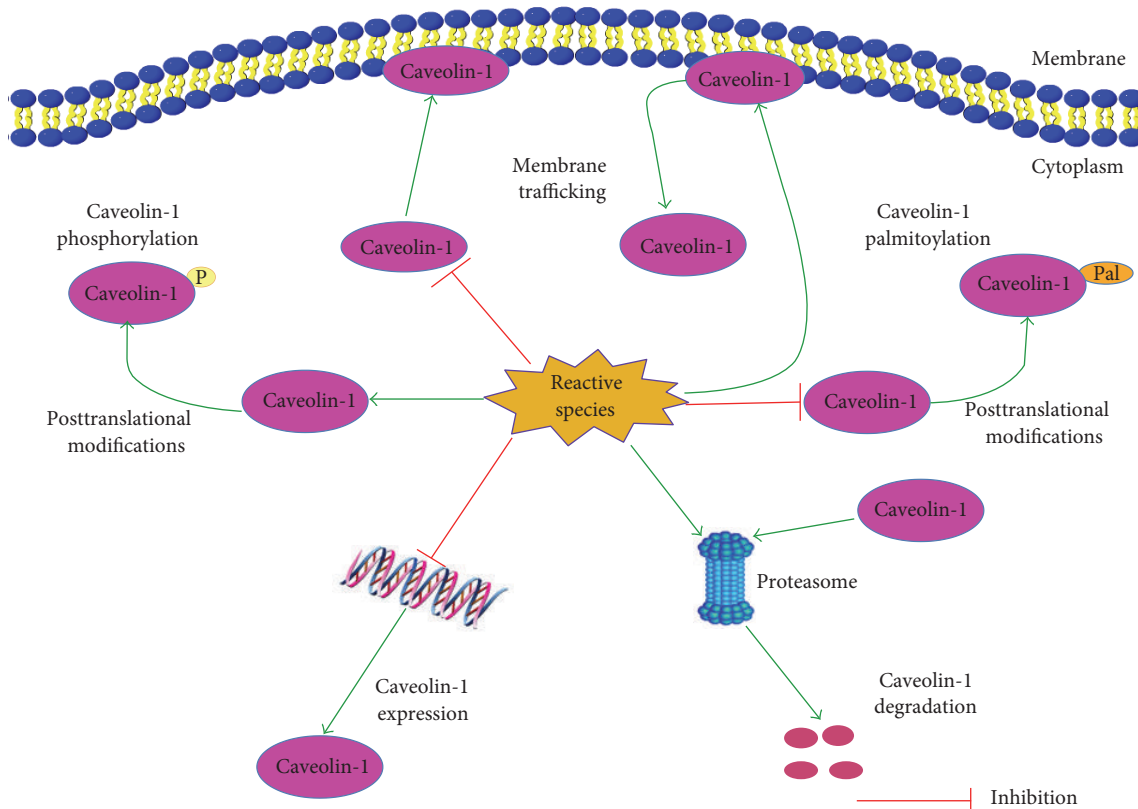 Membrane
Caveolin-1
Caveolin-1
Cytoplasm
Membrane
trafficking
Caveolin-1
phosphorylation
Caveolin-1
palmitoylation
Caveolin-1
Caveolin-1
Caveolin-1
P
Caveolin-1
Pal
Reactive
species
Caveolin-1
Caveolin-1
Posttranslational
modifications
Posttranslational
modifications
Caveolin-1
Proteasome
Caveolin-1
expression
Caveolin-1
degradation
Caveolin-1
Inhibition